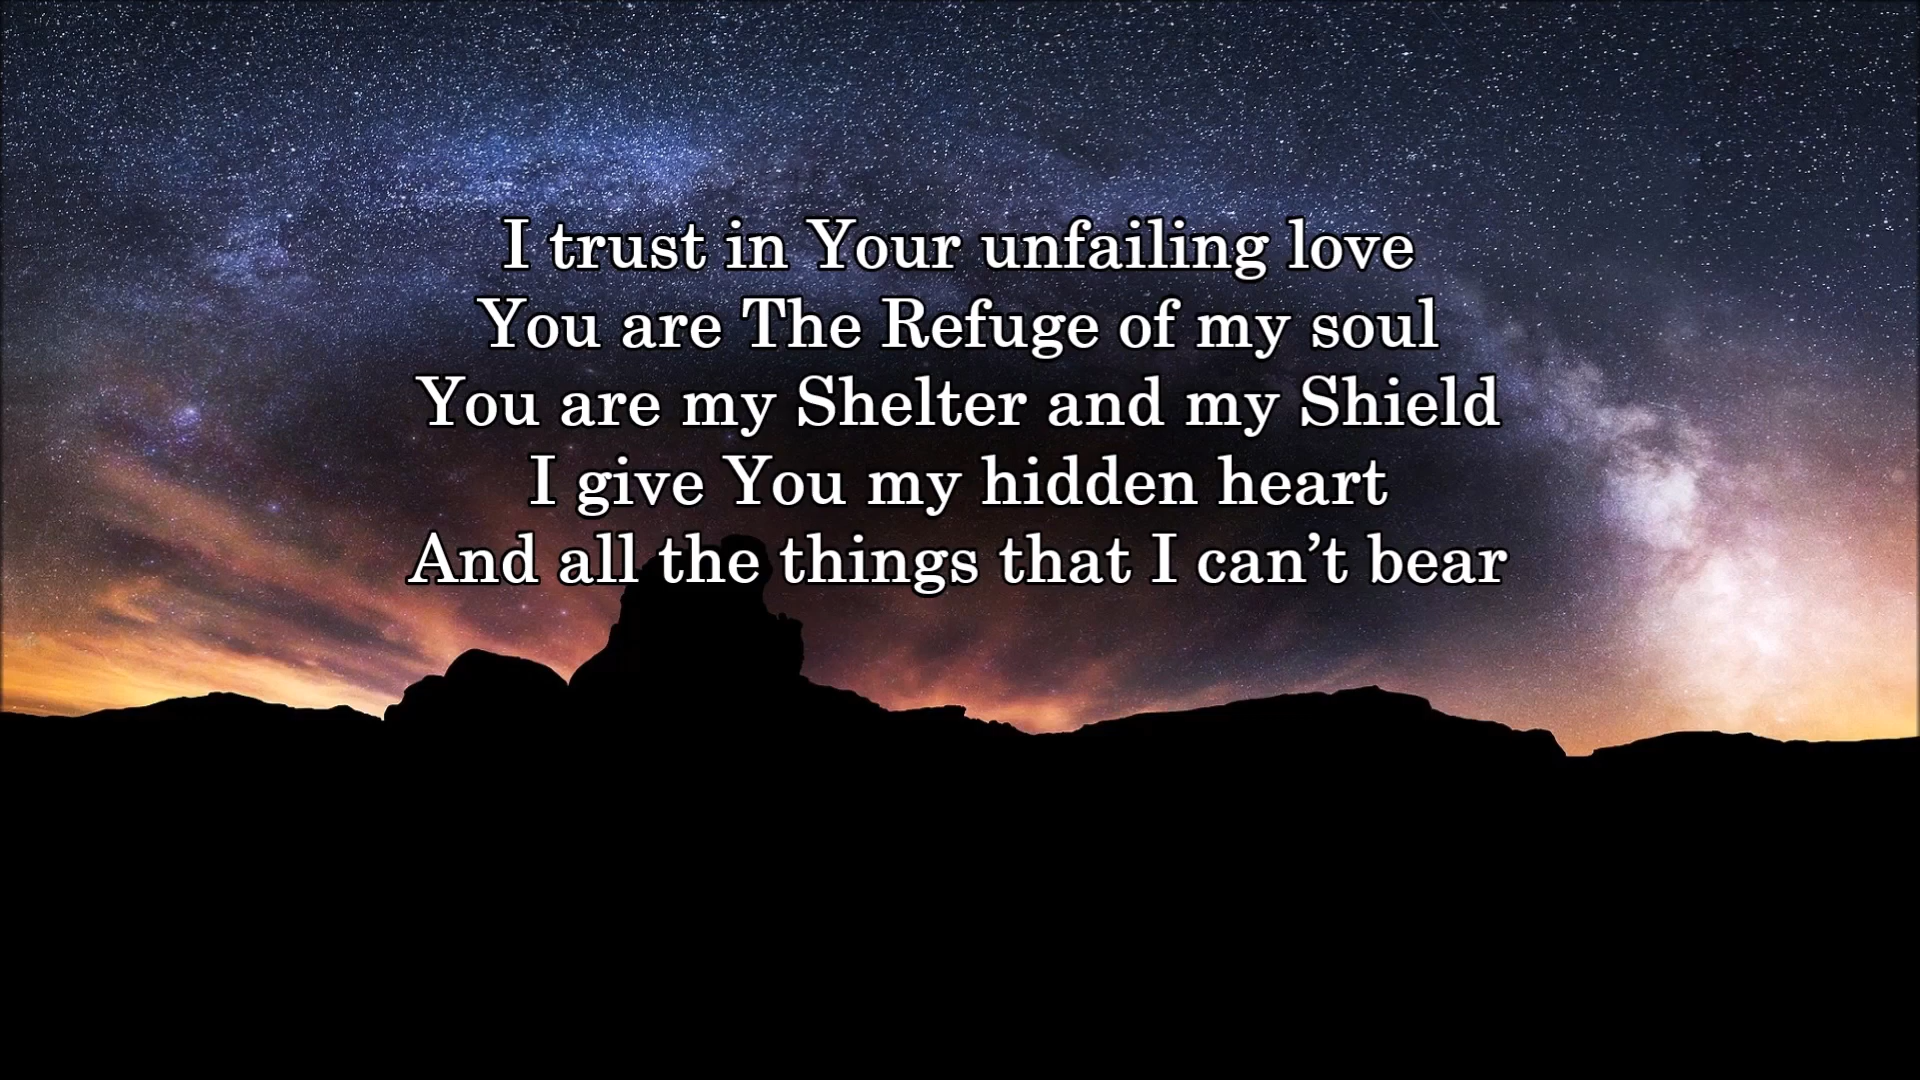 I trust in Your unfailing love
You are The Refuge of my soul
You are my Shelter and my Shield
I give You my hidden heart
And all the things that I can’t bear